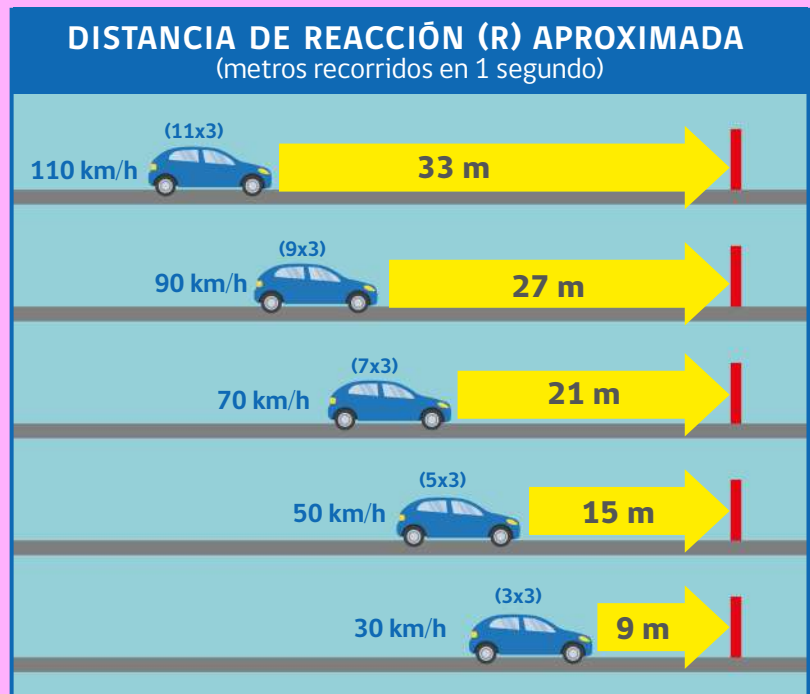 DISTANCIA DE REACCIÓN (R) APROXIMADA
(metros recorridos en 1 segundo)
(11x3)
110 km/h
33 m
(9x3)
90 km/h
27 m
(7x3)
70 km/h
21 m
(5x3)
50 km/h
15 m
(3x3)
30 km/h
9 m